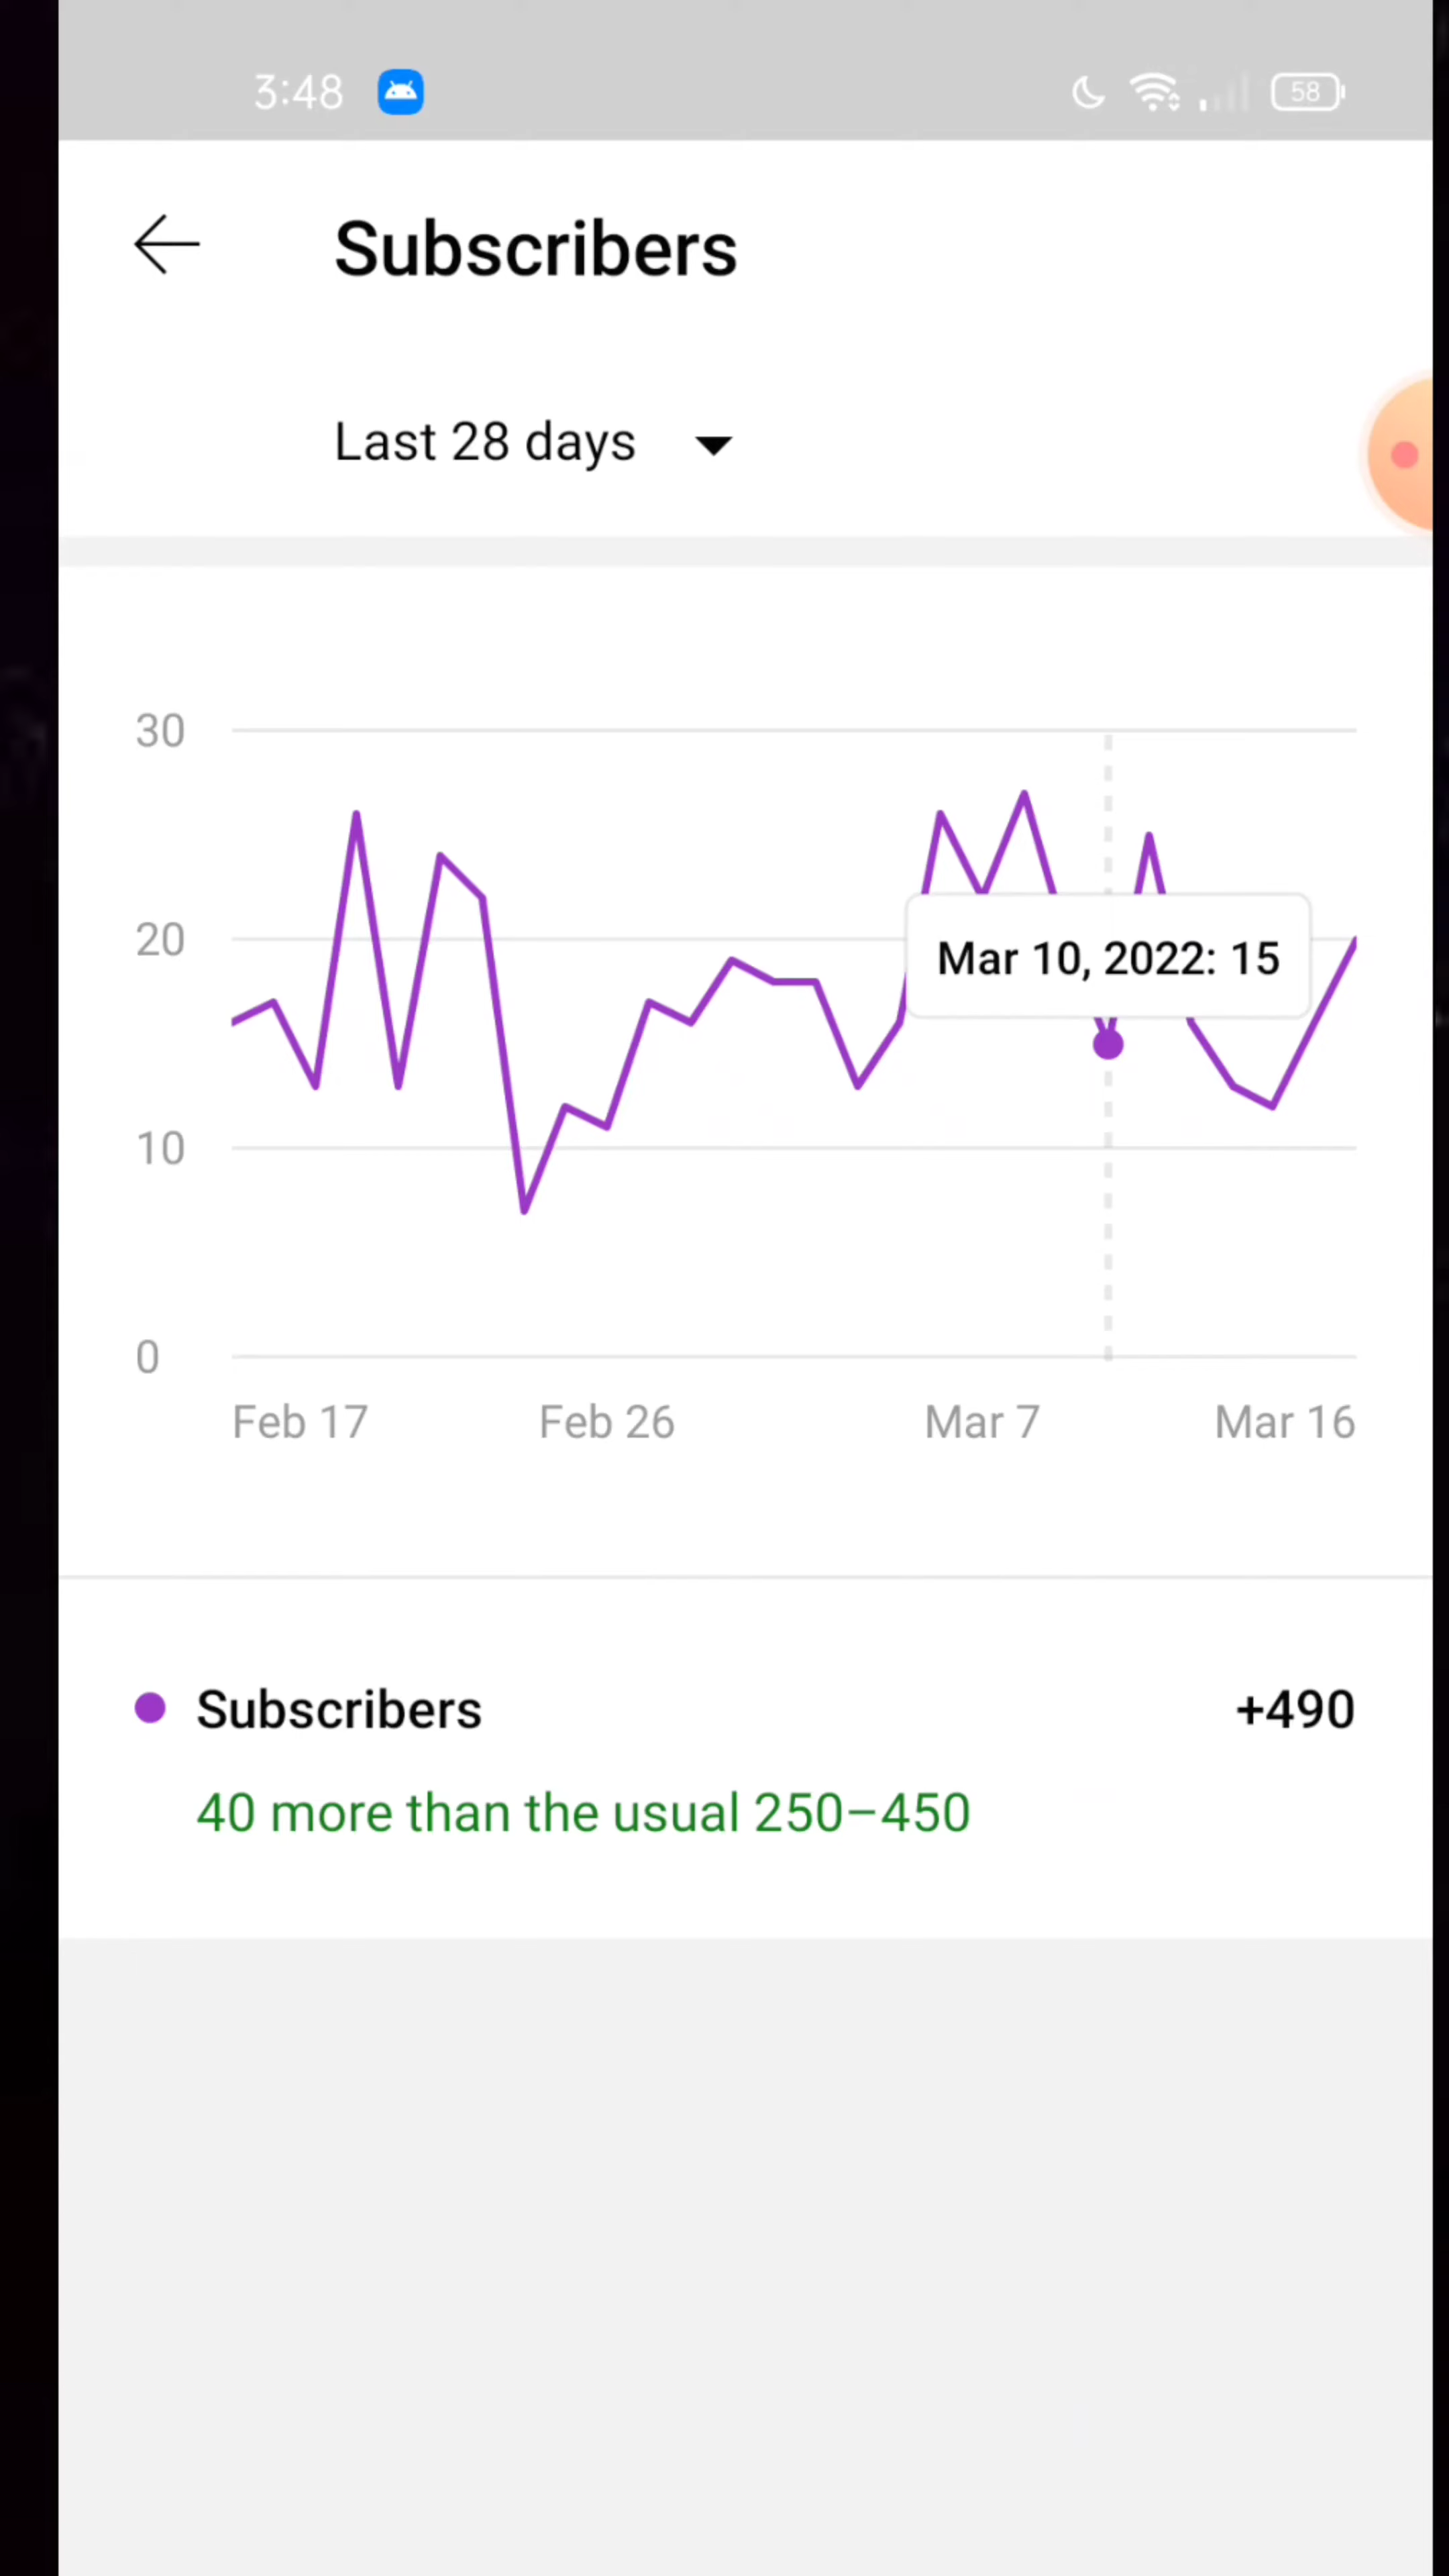 3:48
58
Subscribers
Last 28 days
30
20
10
0
Mar 10, 2022: 15
Feb 17 Feb 26 Mar 7 Mar 16
Subscribers +490
40 more than the usual 250–450